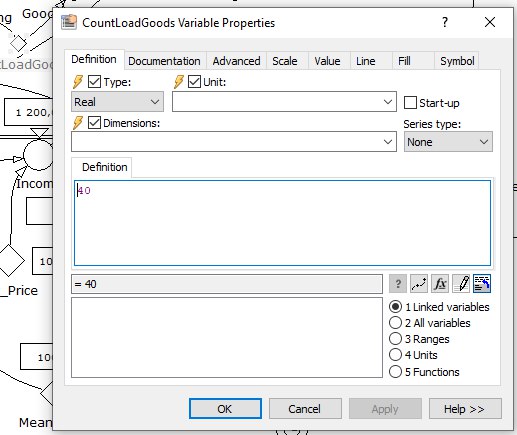 CountLoadGoods Variable Properties
? ×
Definition Documentation Advanced Scale Value Line Fill Symbol
Type: Unit:
Real
Start-up
Dimensions: Series type:
None
Definition
40
= 40
? fx
1 Linked variables
2 All variables
3 Ranges
4 Units
5 Functions
OK Cancel Apply Help >>
ng Good
tLoadGoo
1 200,
Incom
10
_Price
100
Mean